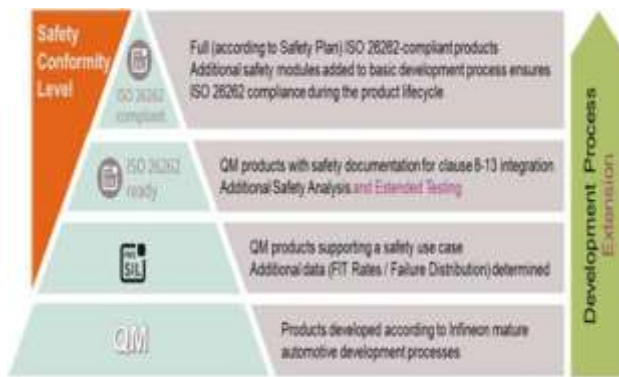 Safety
Conformity
Level
ISO 26262
compliant
Full (according to Safety Plan) ISO 26262-compliant products
Additional safety modules added to basic development process ensures
ISO 26262 compliance during the product lifecycle
ISO 26262
ready
QM products with safety documentation for clause 8-13 integration
Additional Safety Analysis and Extended Testing
PRO
SIL
QM products supporting a safety use case
Additional data (FIT Rates / Failure Distribution) determined
QM
Products developed according to Infineon mature
automotive development processes
Development Process
Extension